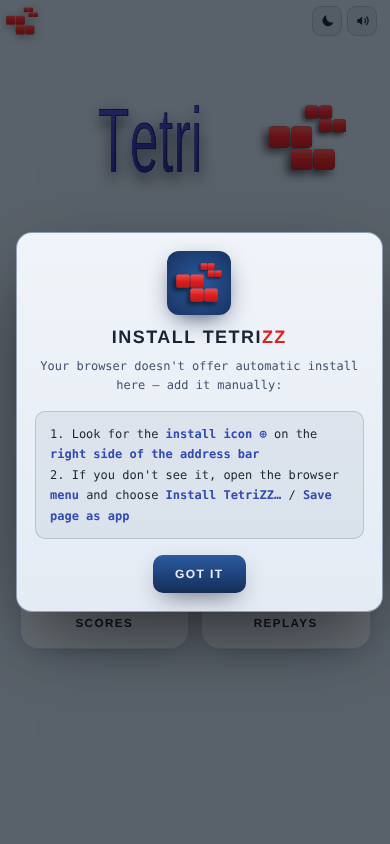 Tetri
INSTALL TETRIZZ
Your browser doesn't offer automatic install
here — add it manually:
1. Look for the install icon ⊕ on the
right side of the address bar
2. If you don't see it, open the browser
menu and choose Install TetriZZ… / Save
page as app
GOT IT
SCORES
REPLAYS